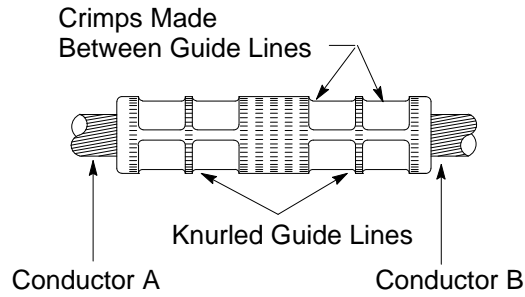 Crimps Made
Between Guide Lines
Knurled Guide Lines
Conductor A
Conductor B